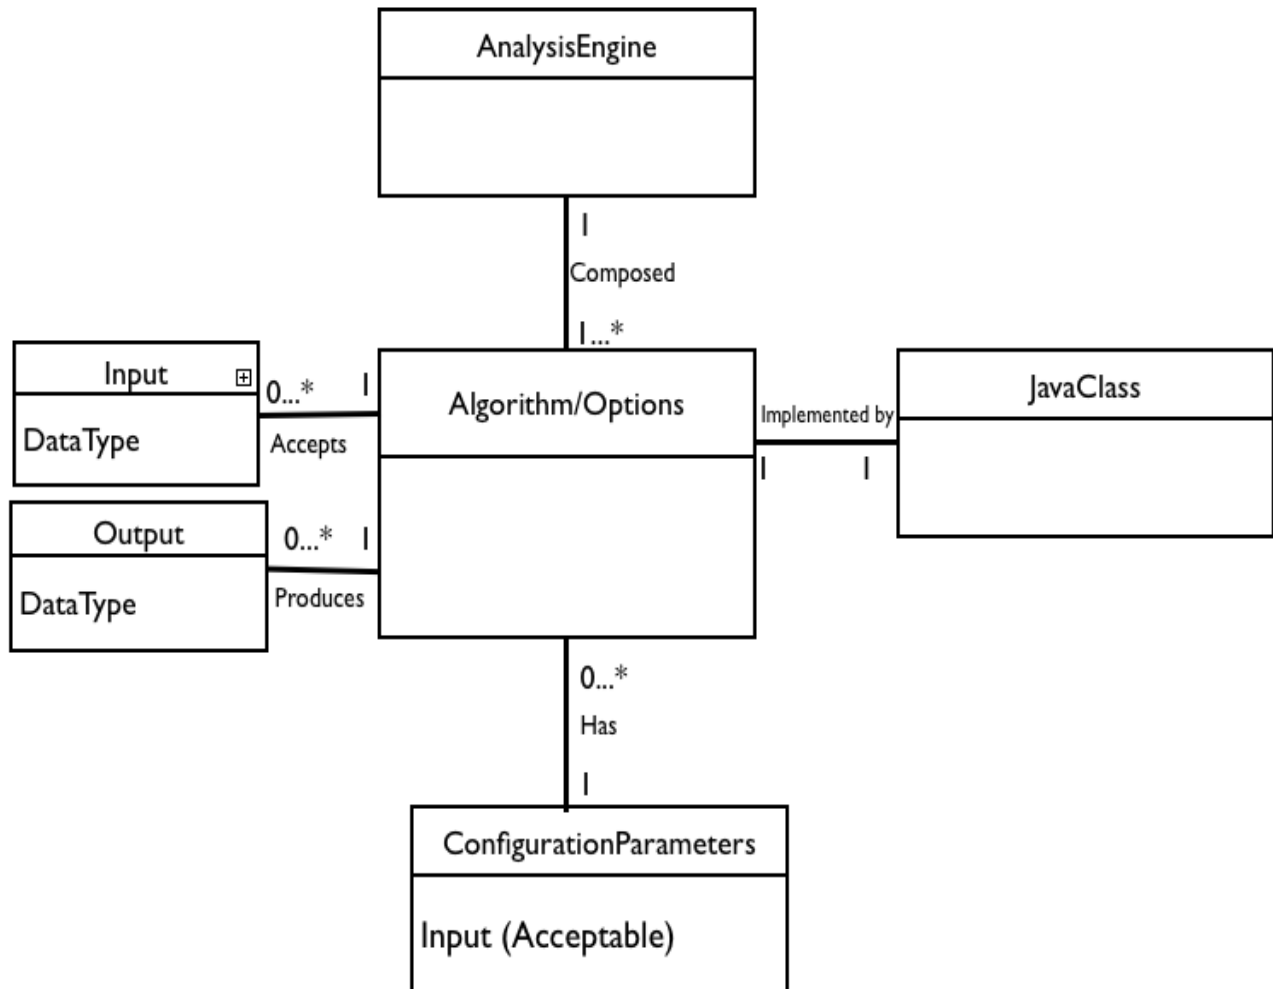 AnalysisEngine
1
Composed
1...*
Input
0...*
1
DataType
Accepts
Algorithm/Options
Implemented by
1
1
JavaClass
Output
0...*
1
DataType
Produces
0...*
Has
1
ConfigurationParameters
Input (Acceptable)